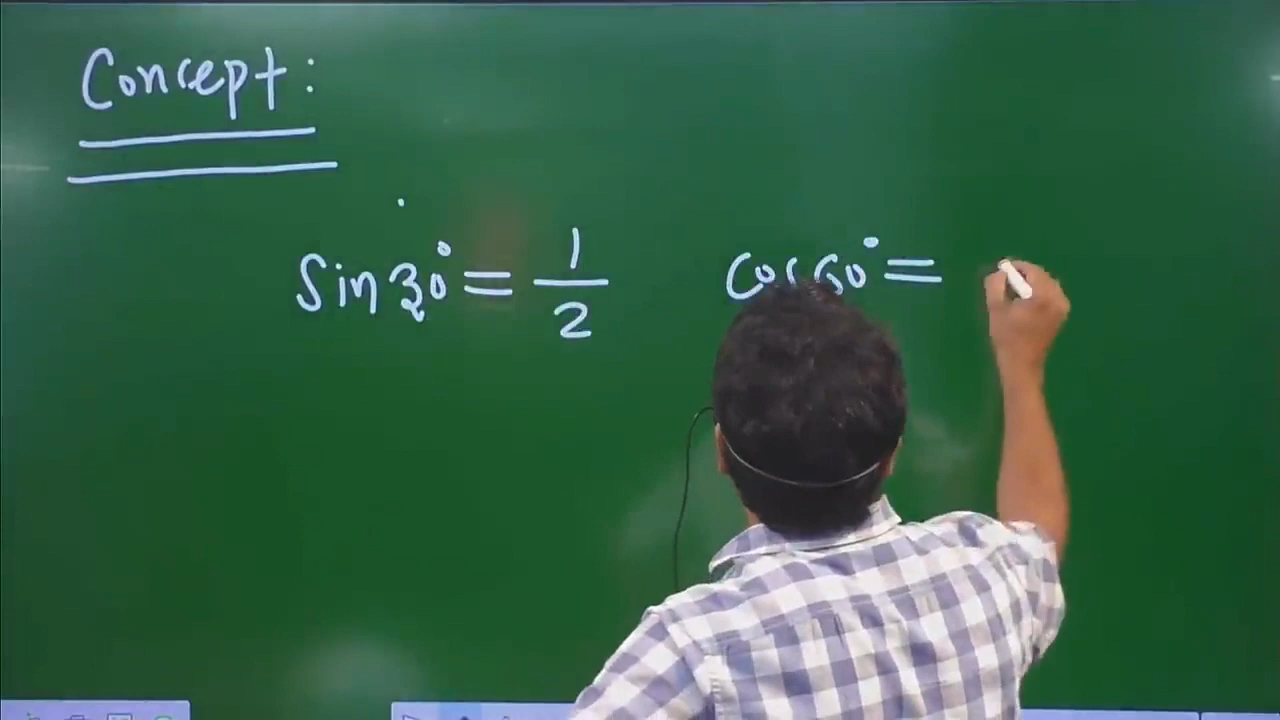 Concept:
sin 30° = 1/2 cos 60° =